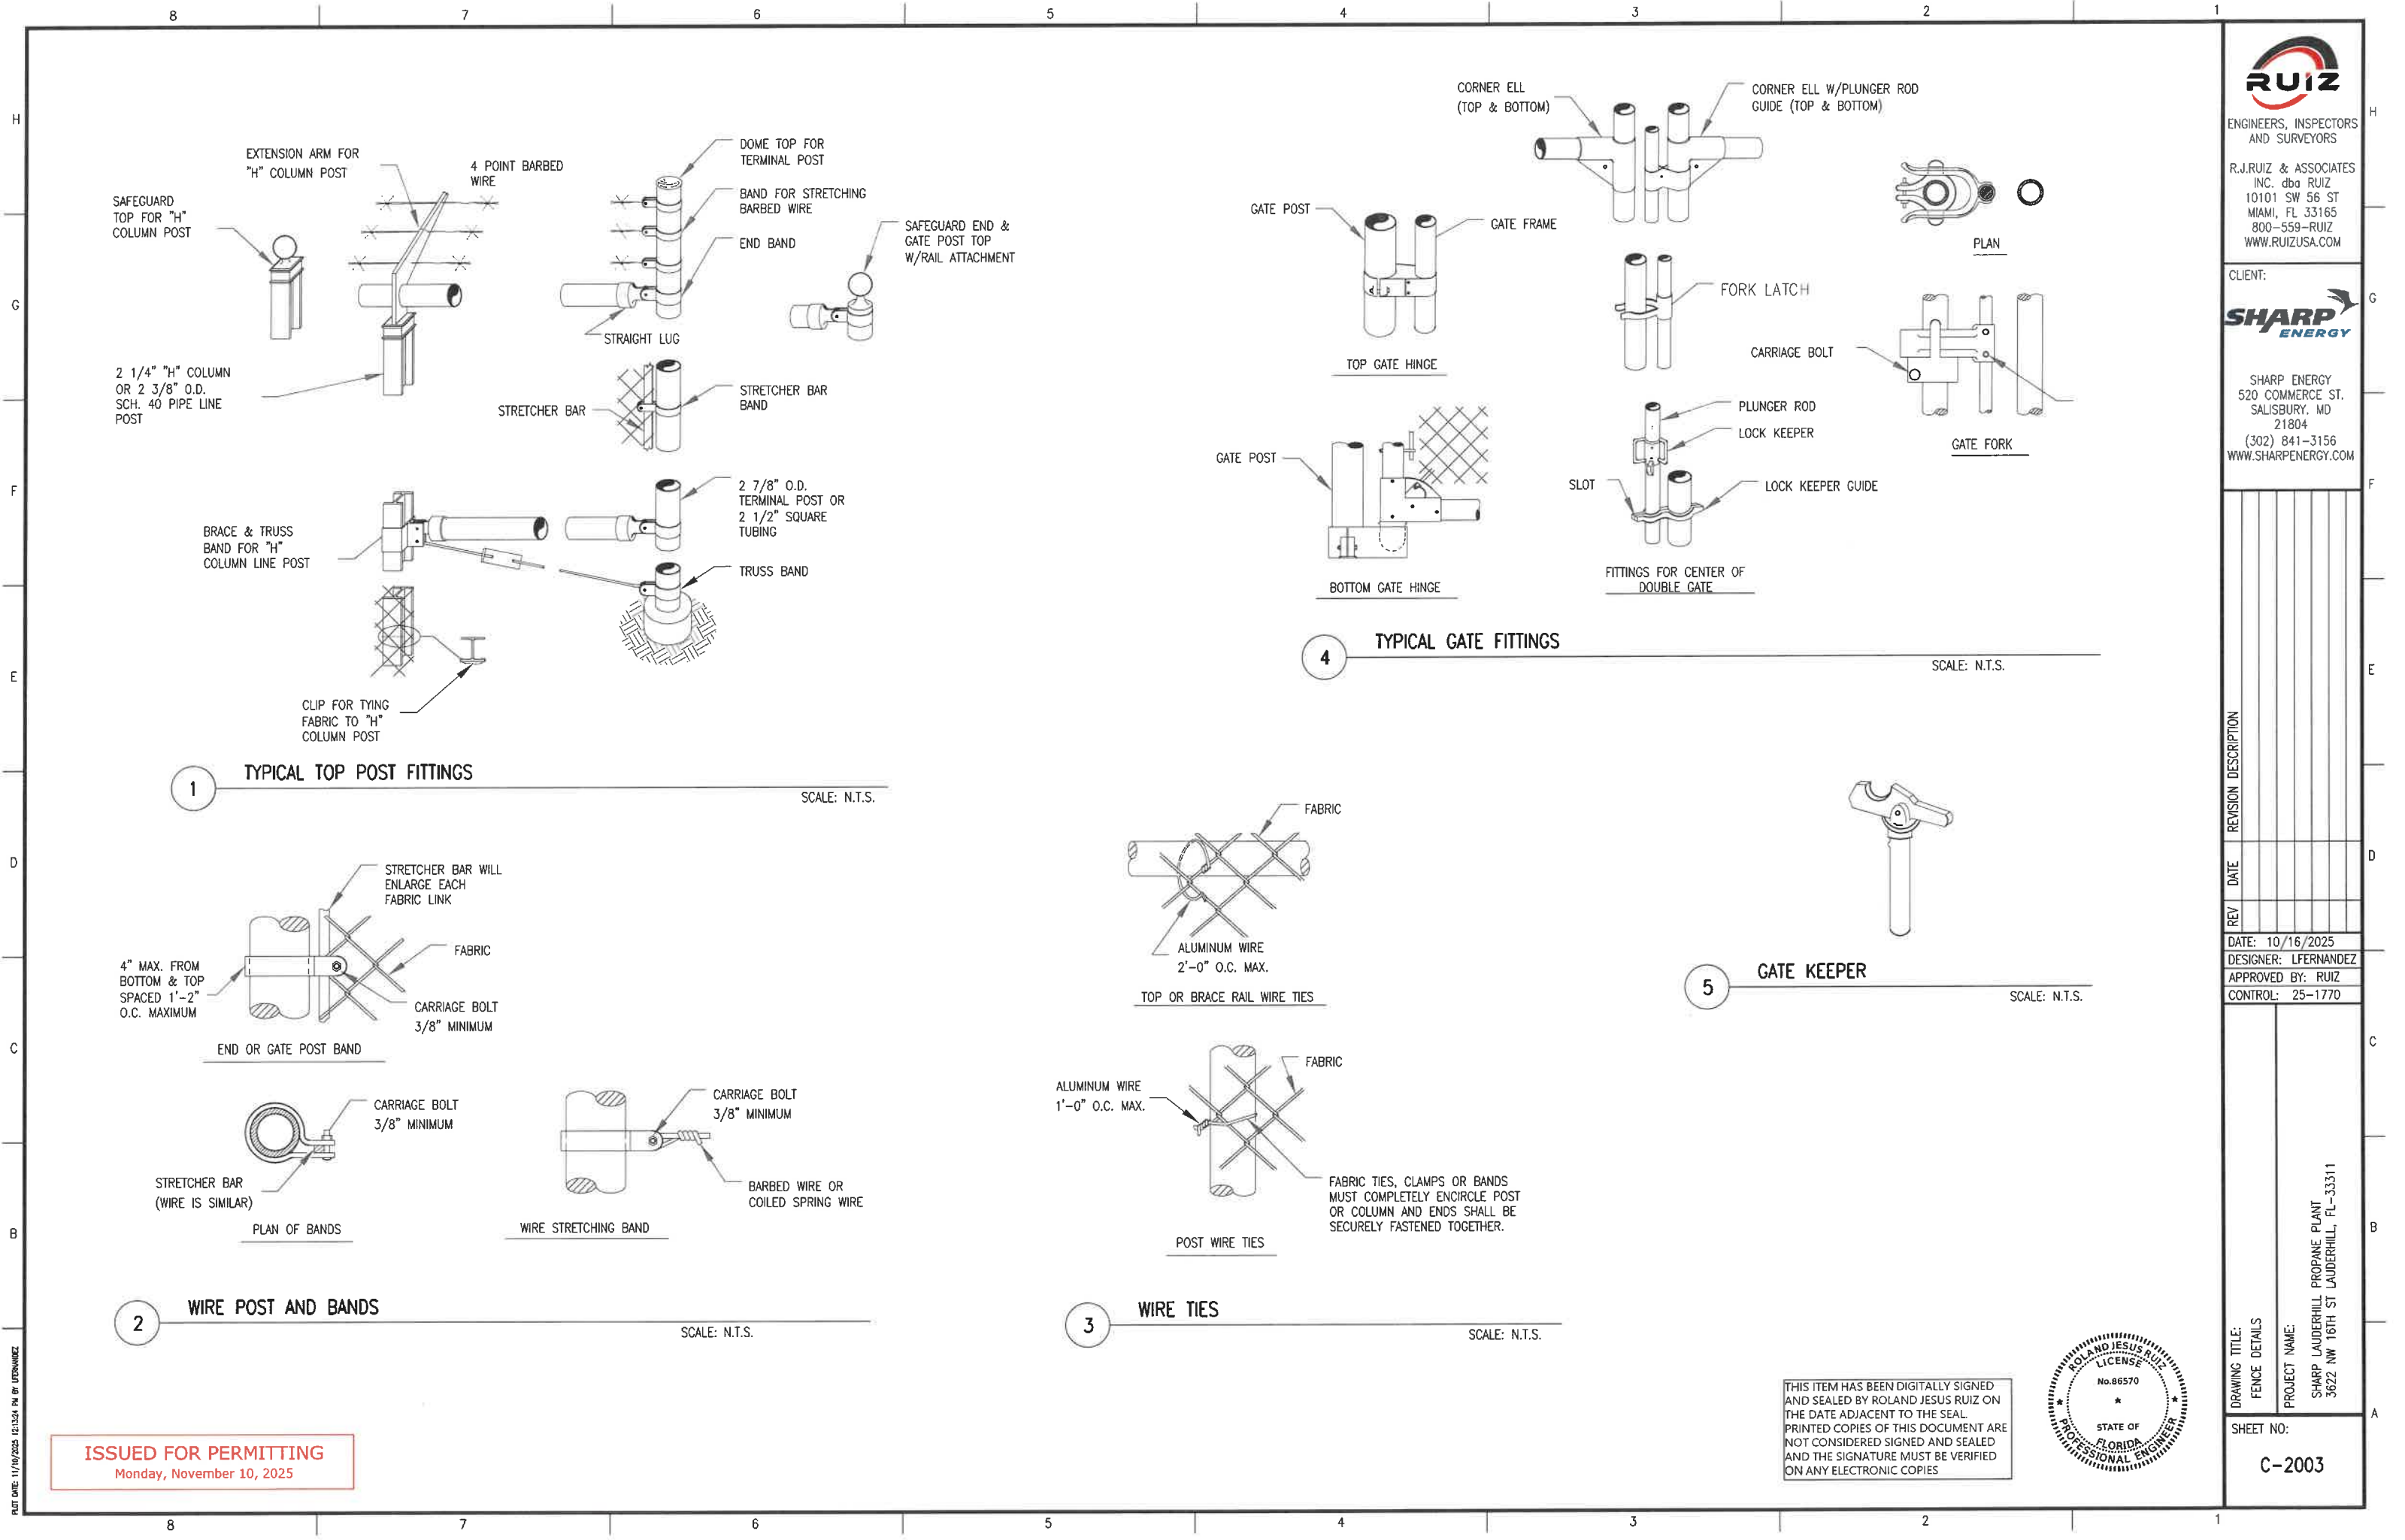 8 7 6 5 4 3 2 1
H
G
F
E
D
C
B
A
EXTENSION ARM FOR
"H" COLUMN POST
4 POINT BARBED
WIRE
SAFEGUARD
TOP FOR "H"
COLUMN POST
DOME TOP FOR
TERMINAL POST
BAND FOR STRETCHING
BARBED WIRE
END BAND
SAFEGUARD END &
GATE POST TOP
W/RAIL ATTACHMENT
STRAIGHT LUG
2 1/4" "H" COLUMN
OR 2 3/8" O.D.
SCH. 40 PIPE LINE
POST
STRETCHER BAR
STRETCHER BAR
BAND
2 7/8" O.D.
TERMINAL POST OR
2 1/2" SQUARE
TUBING
BRACE & TRUSS
BAND FOR "H"
COLUMN LINE POST
TRUSS BAND
CLIP FOR TYING
FABRIC TO "H"
COLUMN POST
1
TYPICAL TOP POST FITTINGS
SCALE: N.T.S.
CORNER ELL
(TOP & BOTTOM)
CORNER ELL W/PLUNGER ROD
GUIDE (TOP & BOTTOM)
GATE POST
GATE FRAME
TOP GATE HINGE
FORK LATCH
PLAN
CARRIAGE BOLT
GATE FORK
PLUNGER ROD
LOCK KEEPER
SLOT
LOCK KEEPER GUIDE
GATE POST
BOTTOM GATE HINGE
FITTINGS FOR CENTER OF
DOUBLE GATE
4
TYPICAL GATE FITTINGS
SCALE: N.T.S.
STRETCHER BAR WILL
ENLARGE EACH
FABRIC LINK
FABRIC
4" MAX. FROM
BOTTOM & TOP
SPACED 1'-2"
O.C. MAXIMUM
CARRIAGE BOLT
3/8" MINIMUM
END OR GATE POST BAND
CARRIAGE BOLT
3/8" MINIMUM
STRETCHER BAR
(WIRE IS SIMILAR)
PLAN OF BANDS
CARRIAGE BOLT
3/8" MINIMUM
BARBED WIRE OR
COILED SPRING WIRE
WIRE STRETCHING BAND
2
WIRE POST AND BANDS
SCALE: N.T.S.
FABRIC
ALUMINUM WIRE
2'-0" O.C. MAX.
TOP OR BRACE RAIL WIRE TIES
FABRIC
ALUMINUM WIRE
1'-0" O.C. MAX.
FABRIC TIES, CLAMPS OR BANDS
MUST COMPLETELY ENCIRCLE POST
OR COLUMN AND ENDS SHALL BE
SECURELY FASTENED TOGETHER.
POST WIRE TIES
3
WIRE TIES
SCALE: N.T.S.
5
GATE KEEPER
SCALE: N.T.S.
ISSUED FOR PERMITTING
Monday, November 10, 2025
PLOT DATE: 11/10/2025 12:13:24 PM BY LFERNANDEZ
THIS ITEM HAS BEEN DIGITALLY SIGNED
AND SEALED BY ROLAND JESUS RUIZ ON
THE DATE ADJACENT TO THE SEAL.
PRINTED COPIES OF THIS DOCUMENT ARE
NOT CONSIDERED SIGNED AND SEALED
AND THE SIGNATURE MUST BE VERIFIED
ON ANY ELECTRONIC COPIES
ROLAND JESUS RUIZ
LICENSE
No.86570
STATE OF
FLORIDA
PROFESSIONAL ENGINEER
RUIZ
ENGINEERS, INSPECTORS
AND SURVEYORS
R.J.RUIZ & ASSOCIATES
INC. dba RUIZ
10101 SW 56 ST
MIAMI, FL 33165
800-559-RUIZ
WWW.RUIZUSA.COM
CLIENT:
SHARP
ENERGY
SHARP ENERGY
520 COMMERCE ST.
SALISBURY. MD
21804
(302) 841-3156
WWW.SHARPENERGY.COM
REVISION DESCRIPTION
DATE
REV
DATE: 10/16/2025
DESIGNER: LFERNANDEZ
APPROVED BY: RUIZ
CONTROL: 25-1770
DRAWING TITLE:
FENCE DETAILS
PROJECT NAME:
SHARP LAUDERHILL PROPANE PLANT
3622 NW 16TH ST LAUDERHILL, FL-33311
SHEET NO:
C-2003
H
G
F
E
D
C
B
A
8 7 6 5 4 3 2 1